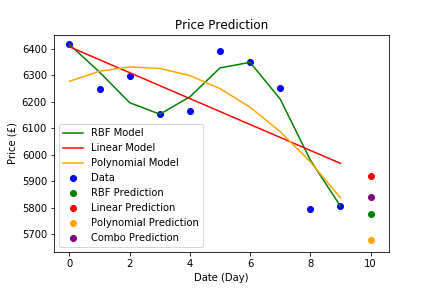 Price Prediction
6400
6300
6200
6100
6000
5900
5800
5700
Price (£)
RBF Model
Linear Model
Polynomial Model
Data
RBF Prediction
Linear Prediction
Polynomial Prediction
Combo Prediction
0 2 4 6 8 10
Date (Day)